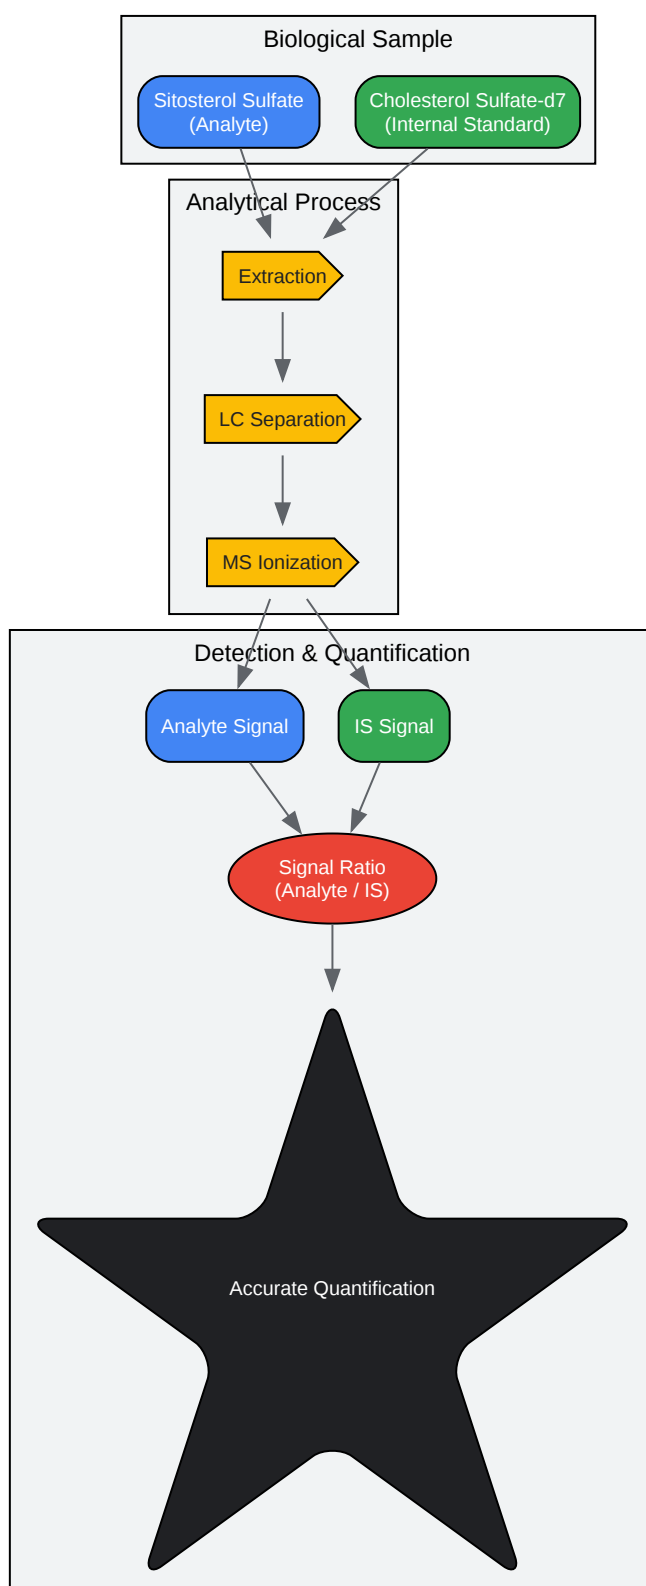 Biological Sample
Sitosterol Sulfate
(Analyte)
Cholesterol Sulfate-d7
(Internal Standard)
Analytical Process
Extraction
LC Separation
MS Ionization
Detection & Quantification
Analyte Signal
IS Signal
Signal Ratio
(Analyte / IS)
Accurate Quantification